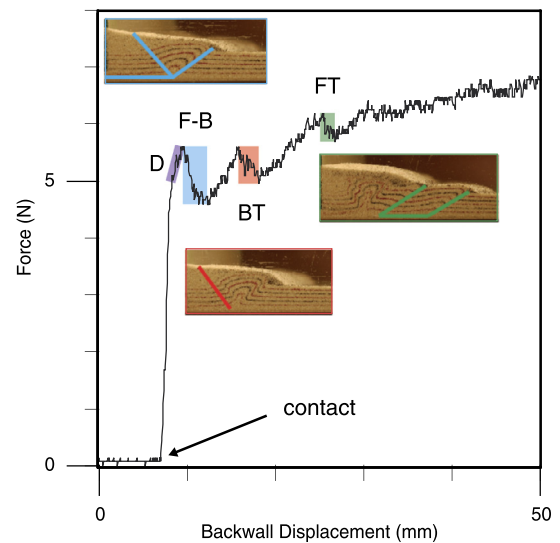 FT
F-B
D
BT
5
Force (N)
contact
0
0
50
Backwall Displacement (mm)